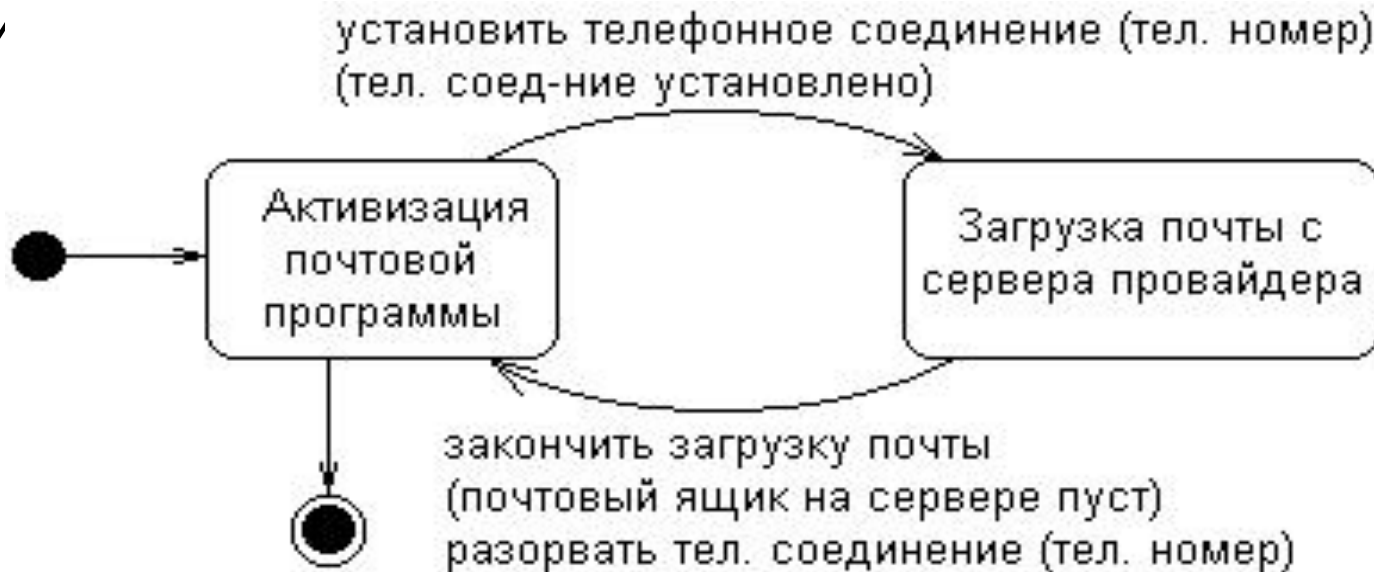 установить телефонное соединение (тел. номер)
(тел. соед-ние установлено)
Активизация
почтовой
программы
Загрузка почты с
сервера провайдера
закончить загрузку почты
(почтовый ящик на сервере пуст)
разорвать тел. соединение (тел. номер)